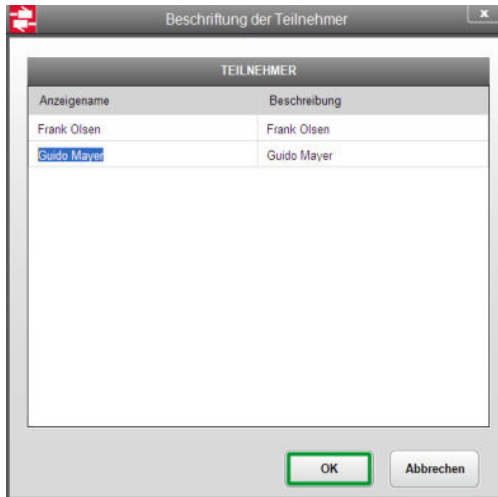 Beschriftung der Teilnehmer
TEILNEHMER
Anzeigename Beschreibung
Frank Olsen Frank Olsen
Guido Mayer Guido Mayer
OK Abbrechen